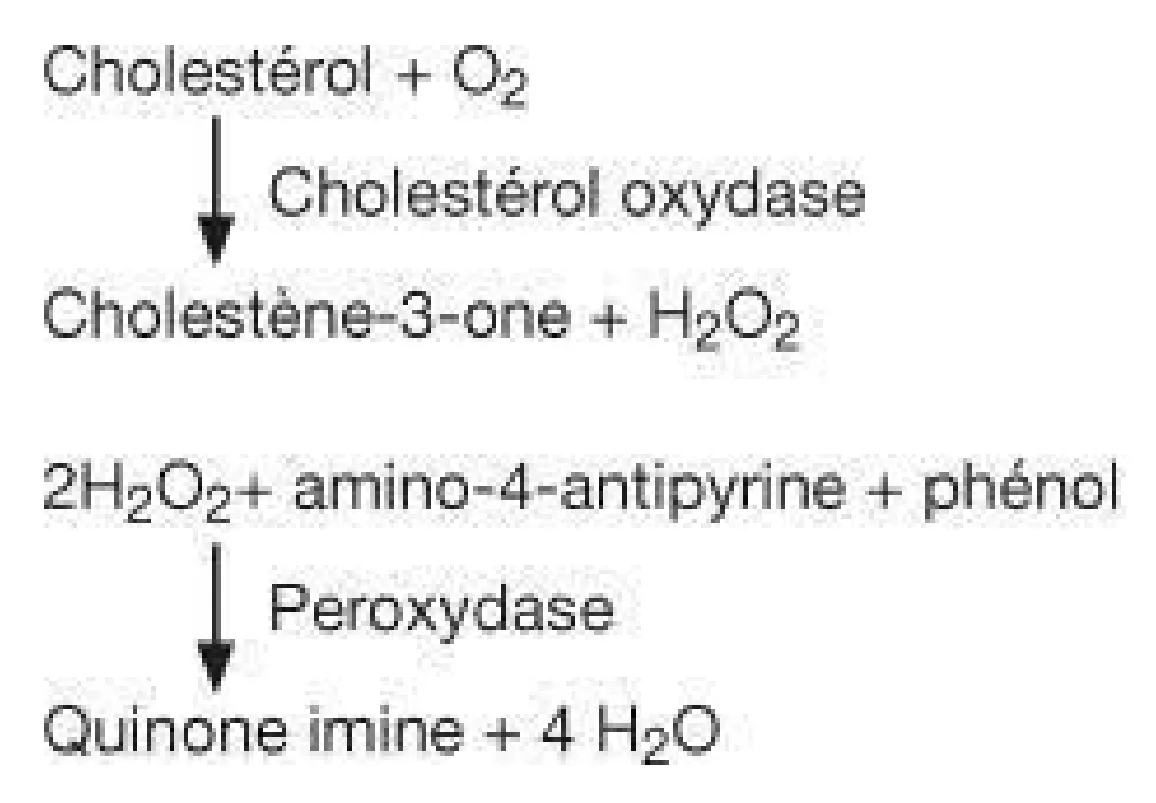 Cholestérol + O₂
Cholestérol oxydase
Cholestène-3-one + H₂O₂
2H₂O₂+ amino-4-antipyrine + phénol
Peroxydase
Quinone imine + 4 H₂O